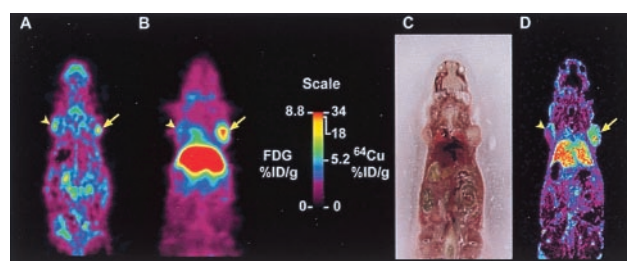 A B C D
Scale
8.8 34
18
FDG 5.2 ⁶⁴Cu
%ID/g %ID/g
0 0